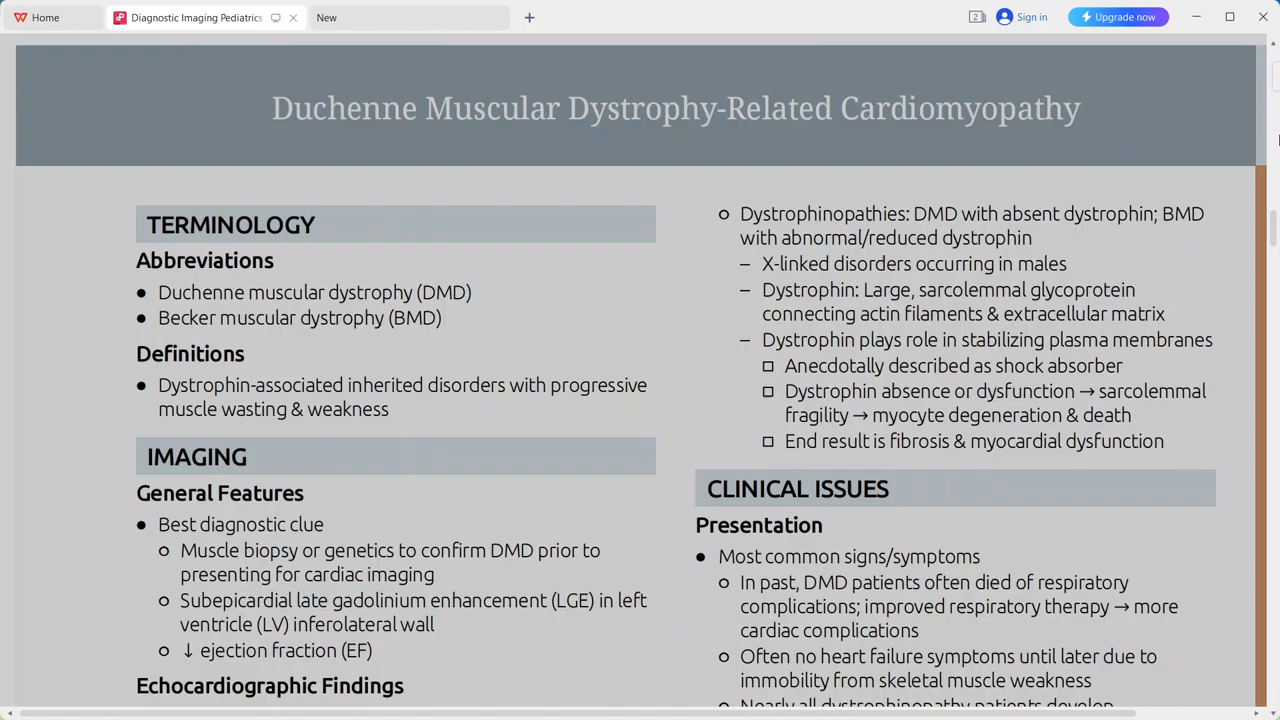 Home
Diagnostic Imaging Pediatrics
New
2
Sign in
Upgrade now
Duchenne Muscular Dystrophy-Related Cardiomyopathy
TERMINOLOGY
Abbreviations
● Duchenne muscular dystrophy (DMD)
● Becker muscular dystrophy (BMD)
Definitions
● Dystrophin-associated inherited disorders with progressive
muscle wasting & weakness
IMAGING
General Features
● Best diagnostic clue
○ Muscle biopsy or genetics to confirm DMD prior to
presenting for cardiac imaging
○ Subepicardial late gadolinium enhancement (LGE) in left
ventricle (LV) inferolateral wall
○ ↓ ejection fraction (EF)
Echocardiographic Findings
○ Dystrophinopathies: DMD with absent dystrophin; BMD
with abnormal/reduced dystrophin
– X-linked disorders occurring in males
– Dystrophin: Large, sarcolemmal glycoprotein
connecting actin filaments & extracellular matrix
– Dystrophin plays role in stabilizing plasma membranes
□ Anecdotally described as shock absorber
□ Dystrophin absence or dysfunction → sarcolemmal
fragility → myocyte degeneration & death
□ End result is fibrosis & myocardial dysfunction
CLINICAL ISSUES
Presentation
● Most common signs/symptoms
○ In past, DMD patients often died of respiratory
complications; improved respiratory therapy → more
cardiac complications
○ Often no heart failure symptoms until later due to
immobility from skeletal muscle weakness
○ Nearly all dystrophinopathy patients develop